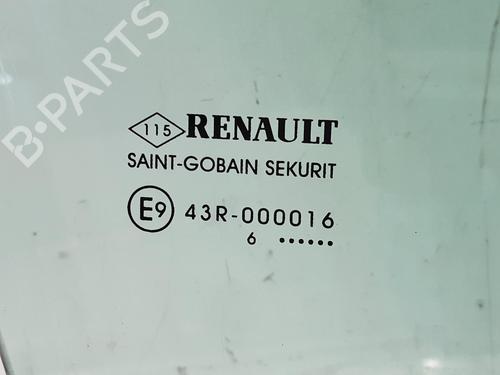 B-PARTS
115 RENAULT
SAINT-GOBAIN SEKURIT
E9 43R-000016
6 ••••••